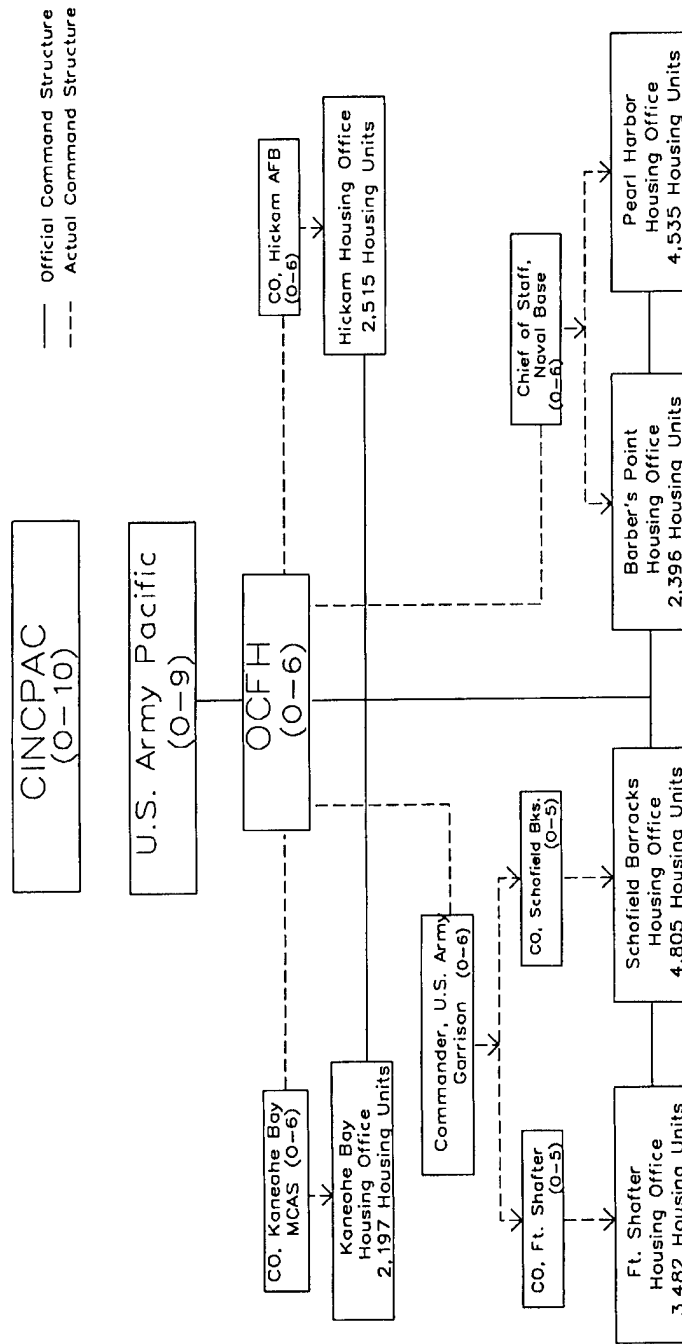 Official Command Structure
Actual Command Structure
CINCPAC
(O-10)
U.S. Army Pacific
(O-9)
OCFH
(O-6)
CO, Kaneohe Bay
MCAS (O-6)
Kaneohe Bay
Housing Office
2,197 Housing Units
CO, Hickam AFB
(O-6)
Hickam Housing Office
2,515 Housing Units
Commander, U.S. Army
Garrison (O-6)
Chief of Staff,
Naval Base
(O-6)
CO, Ft. Shafter
(O-5)
CO, Schofield Bks.
(O-5)
Ft. Shafter
Housing Office
3,482 Housing Units
Schofield Barracks
Housing Office
4,805 Housing Units
Barber's Point
Housing Office
2,396 Housing Units
Pearl Harbor
Housing Office
4,535 Housing Units